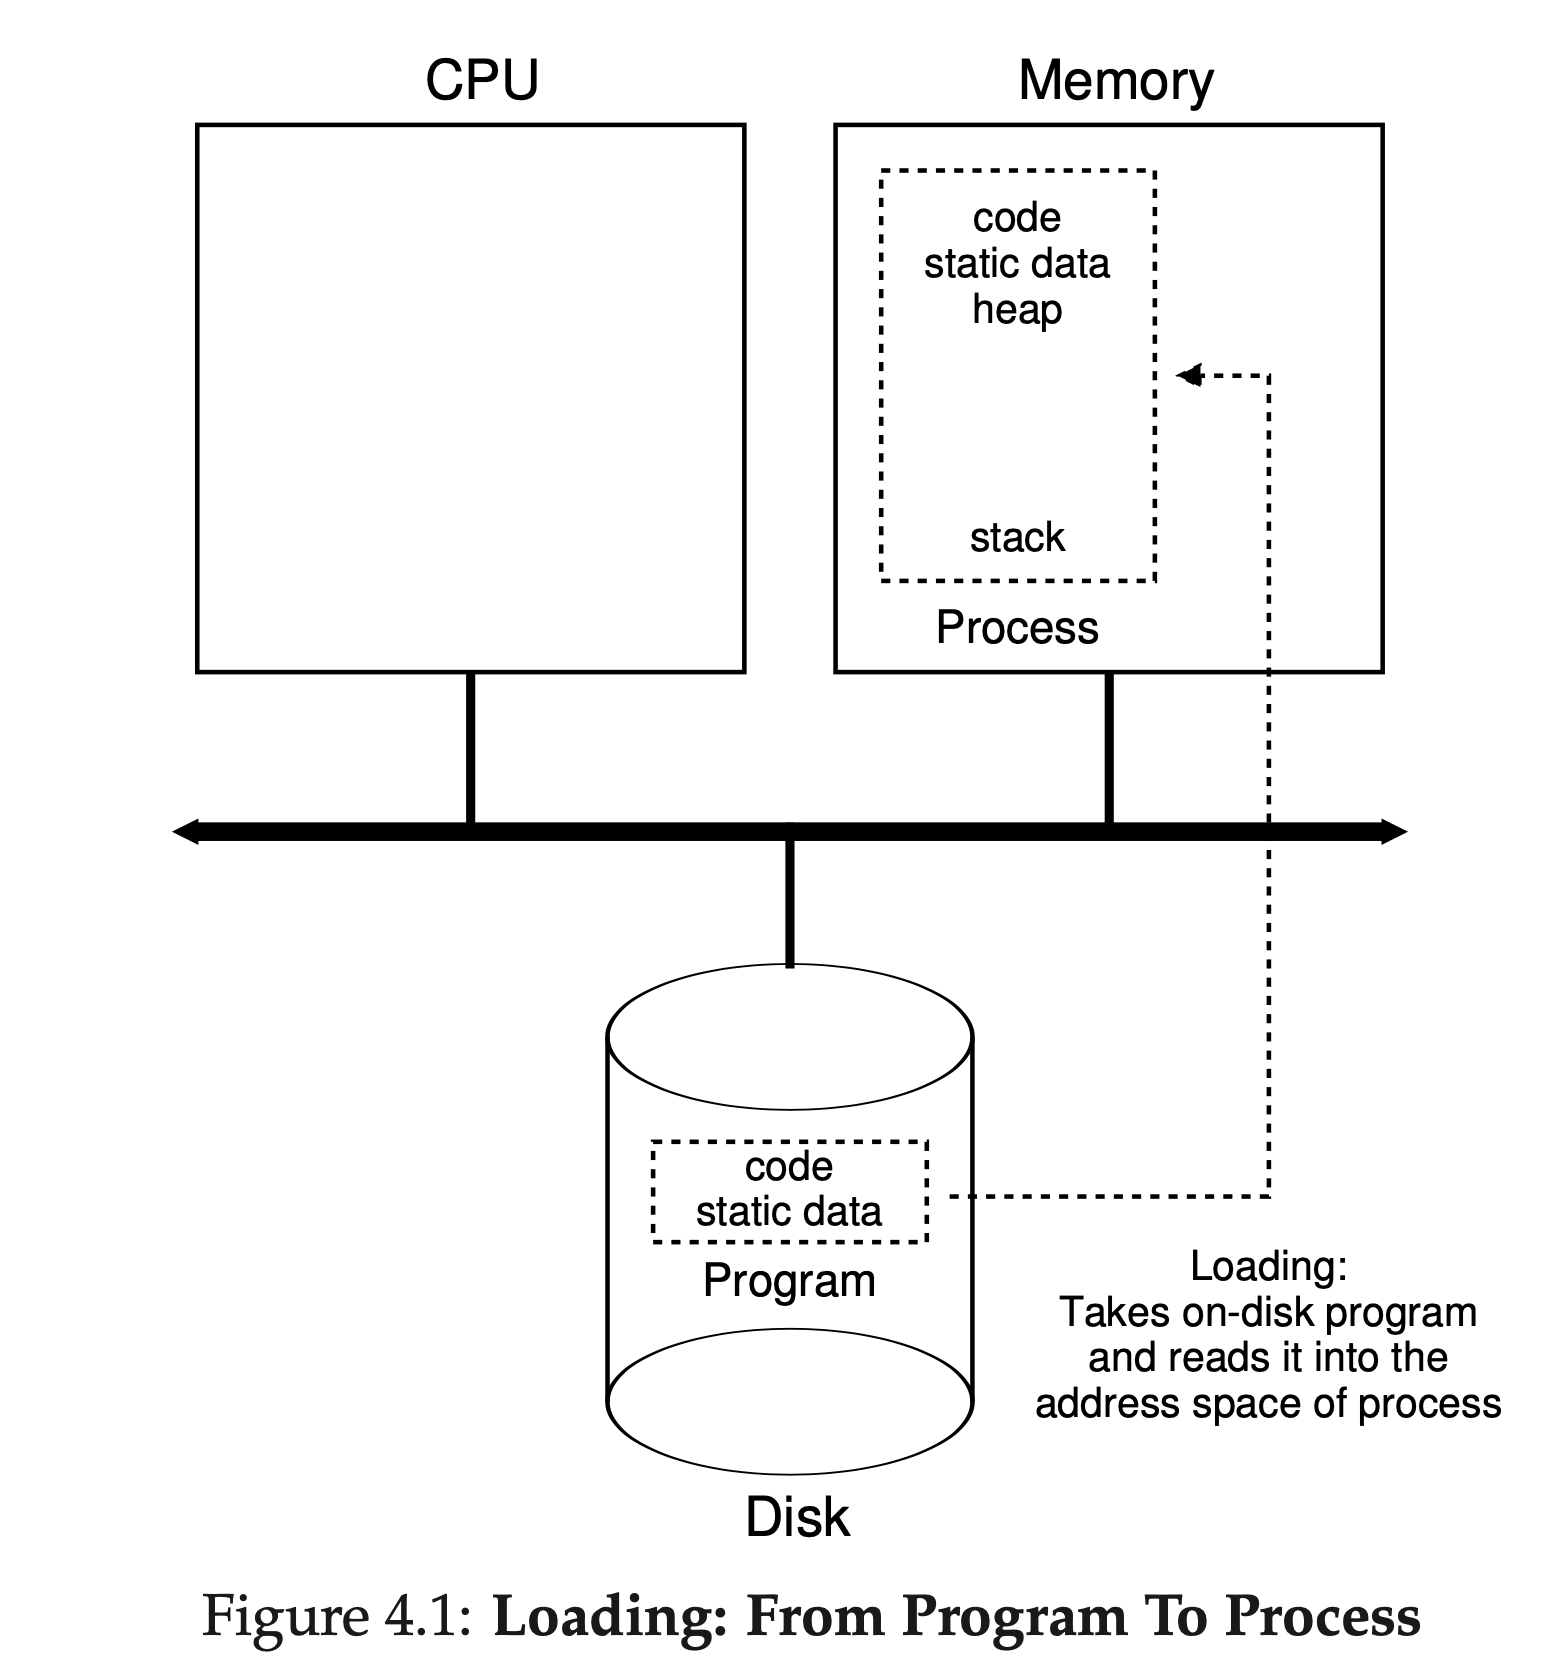 CPU
Memory
code
static data
heap
stack
Process
code
static data
Program
Loading:
Takes on-disk program
and reads it into the
address space of process
Disk
Figure 4.1: Loading: From Program To Process